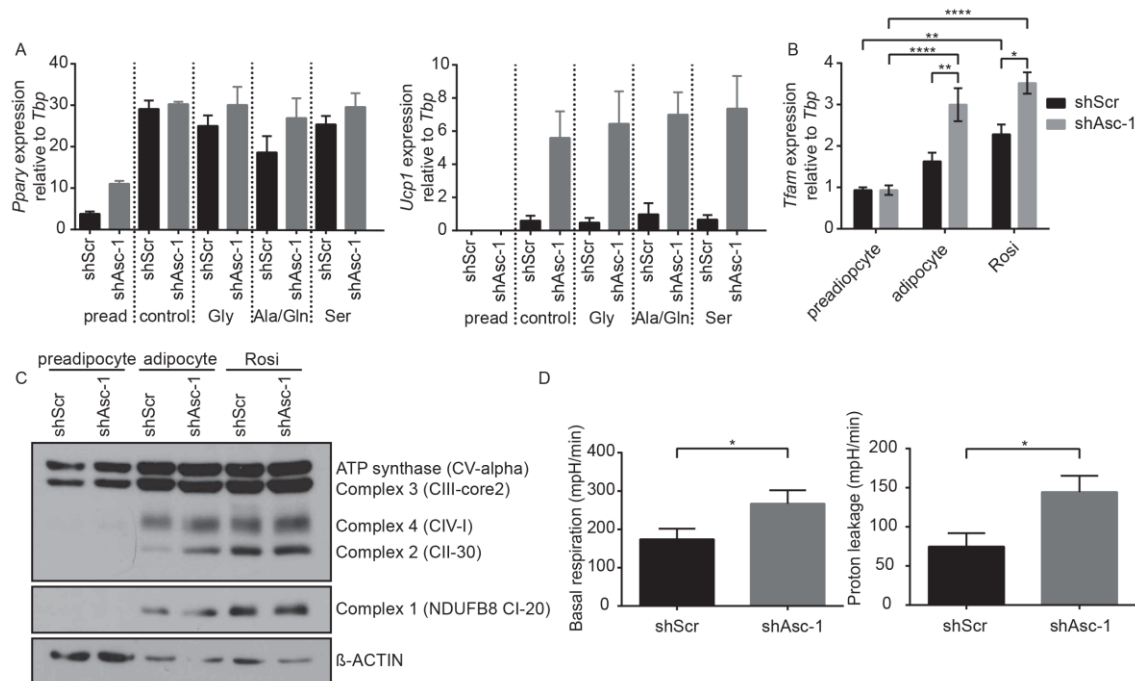 A
Pparγ expression
relative to Tbp
40
30
20
10
0
shScr
shAsc-1
shScr
shAsc-1
shScr
shAsc-1
shScr
shAsc-1
shScr
shAsc-1
pread
control
Gly
Ala/Gln
Ser
Ucp1 expression
relative to Tbp
10
8
6
4
2
0
shScr
shAsc-1
shScr
shAsc-1
shScr
shAsc-1
shScr
shAsc-1
shScr
shAsc-1
pread
control
Gly
Ala/Gln
Ser
B
Tfam expression
relative to Tbp
5
4
3
2
1
0
****
**
****
**
*
shScr
shAsc-1
preadiopcyte
adipocyte
Rosi
C
preadipocyte adipocyte Rosi
shScr
shAsc-1
shScr
shAsc-1
shScr
shAsc-1
ATP synthase (CV-alpha)
Complex 3 (CIII-core2)
Complex 4 (CIV-I)
Complex 2 (CII-30)
Complex 1 (NDUFB8 CI-20)
ß-ACTIN
D
Basal respiration (mpH/min)
400
300
200
100
0
*
shScr
shAsc-1
Proton leakage (mpH/min)
200
150
100
50
0
*
shScr
shAsc-1